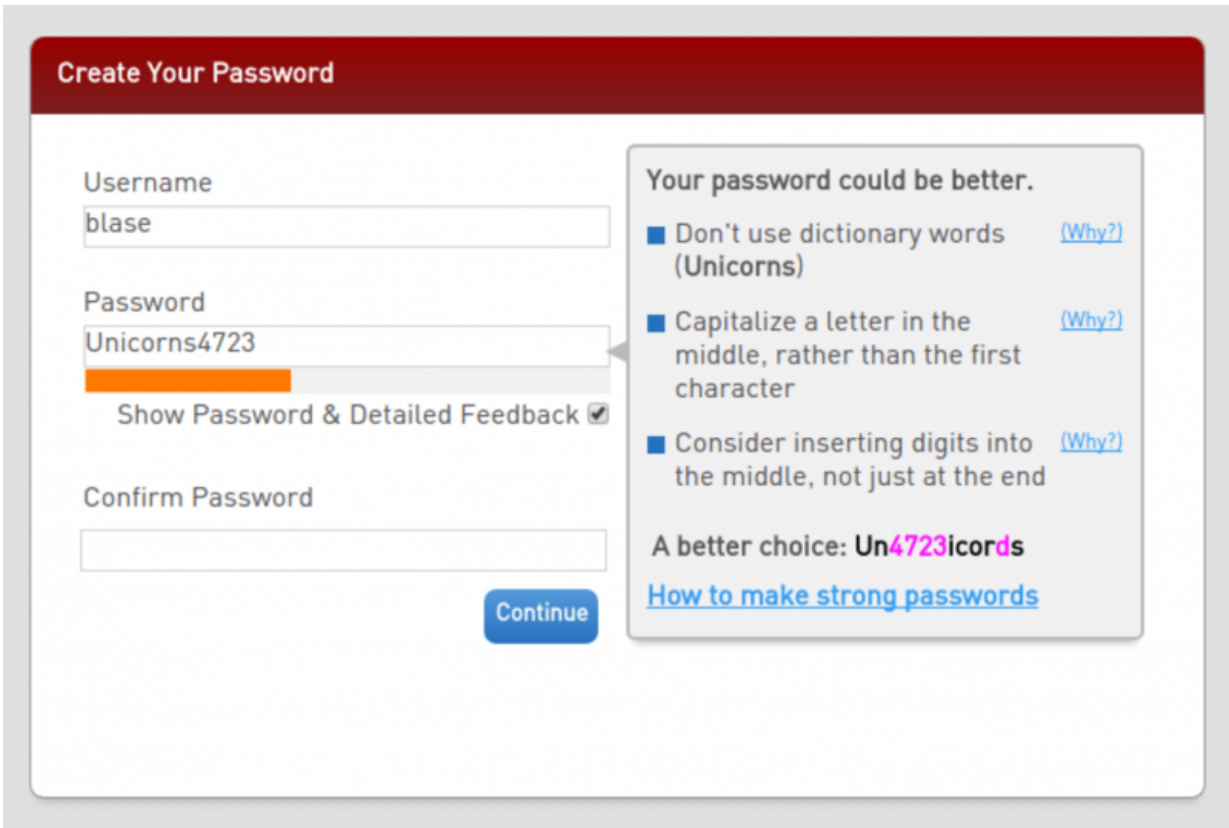 Create Your Password
Username
blase
Password
Unicorns4723
Show Password & Detailed Feedback
Confirm Password
Continue
Your password could be better.
Don't use dictionary words (Why?)
(Unicorns)
Capitalize a letter in the (Why?)
middle, rather than the first
character
Consider inserting digits into (Why?)
the middle, not just at the end
A better choice: Un4723icords
How to make strong passwords